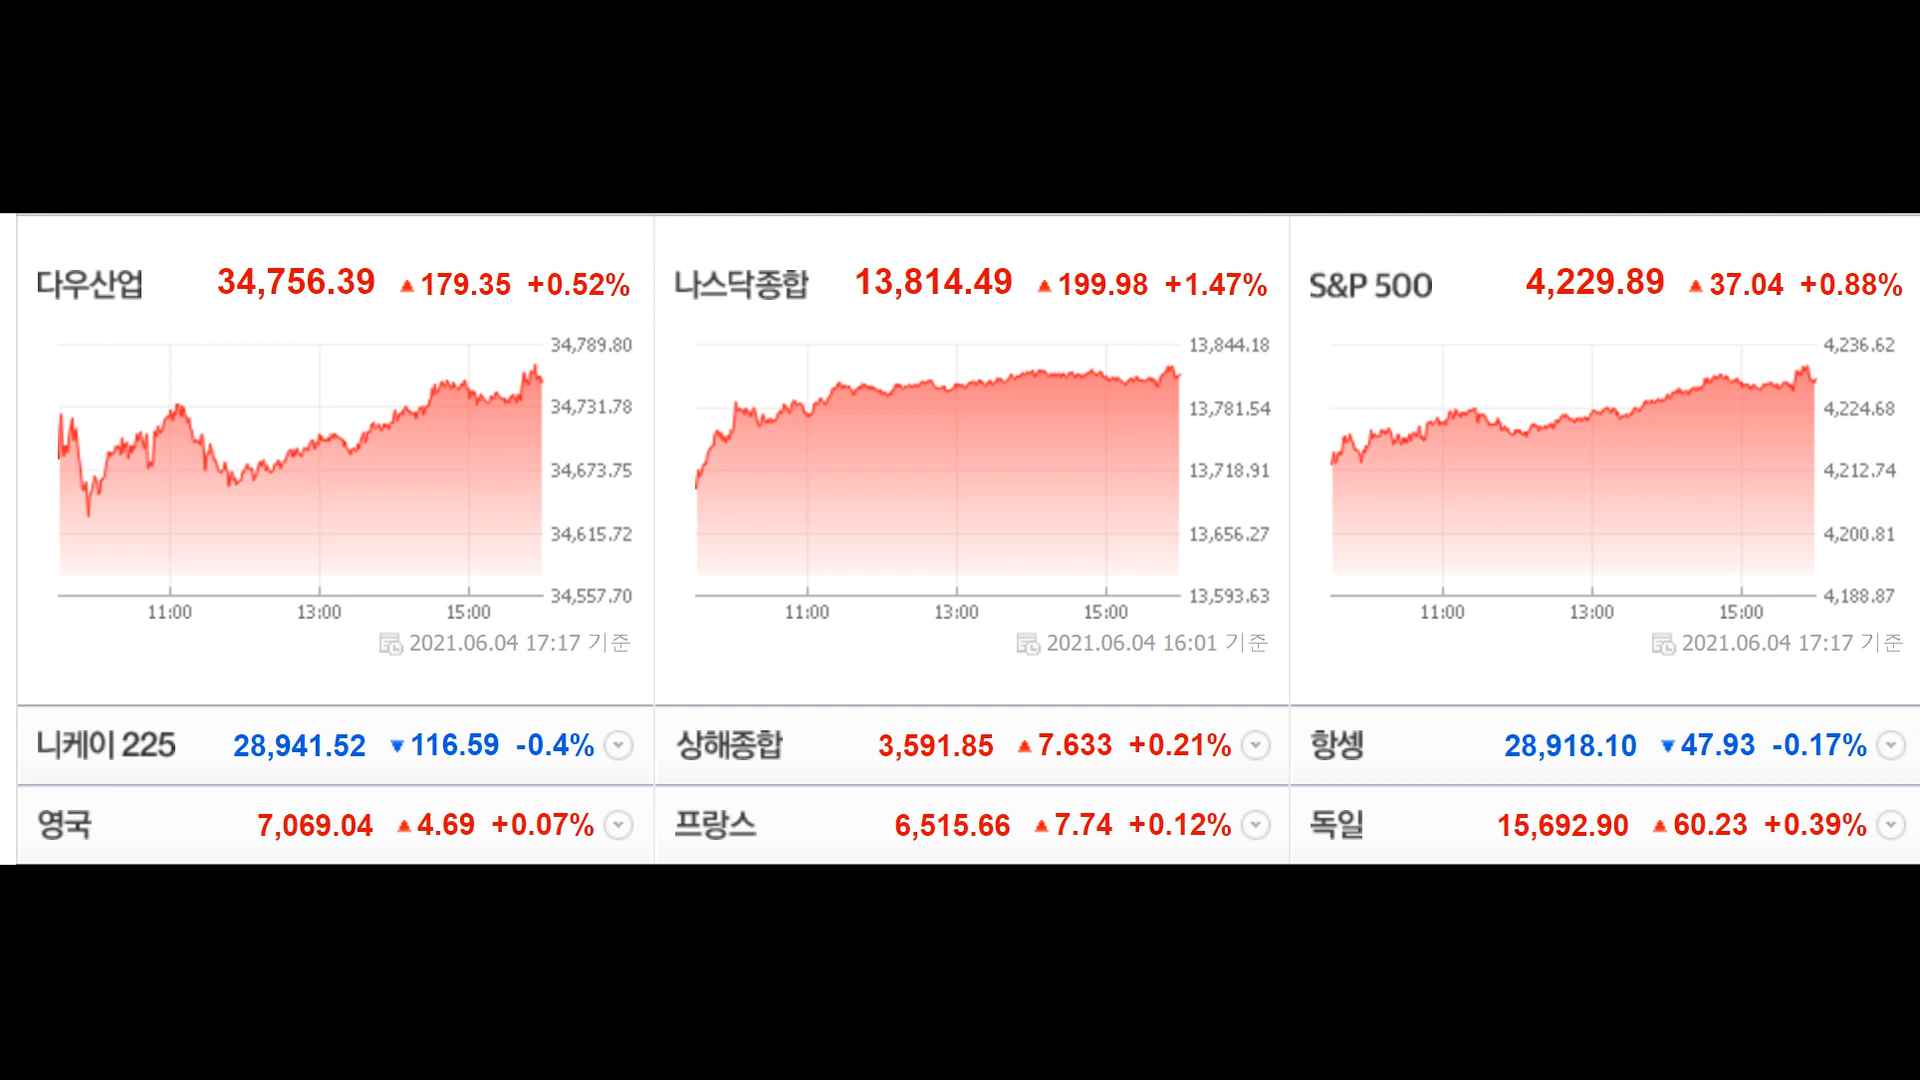 다우산업 34,756.39 ▲179.35 +0.52%
34,789.80
34,731.78
34,673.75
34,615.72
34,557.70
11:00 13:00 15:00
2021.06.04 17:17 기준
나스닥종합 13,814.49 ▲199.98 +1.47%
13,844.18
13,781.54
13,718.91
13,656.27
13,593.63
11:00 13:00 15:00
2021.06.04 16:01 기준
S&P 500 4,229.89 ▲37.04 +0.88%
4,236.62
4,224.68
4,212.74
4,200.81
4,188.87
11:00 13:00 15:00
2021.06.04 17:17 기준
니케이 225 28,941.52 ▼116.59 -0.4%
상해종합 3,591.85 ▲7.633 +0.21%
항셍 28,918.10 ▼47.93 -0.17%
영국 7,069.04 ▲4.69 +0.07%
프랑스 6,515.66 ▲7.74 +0.12%
독일 15,692.90 ▲60.23 +0.39%